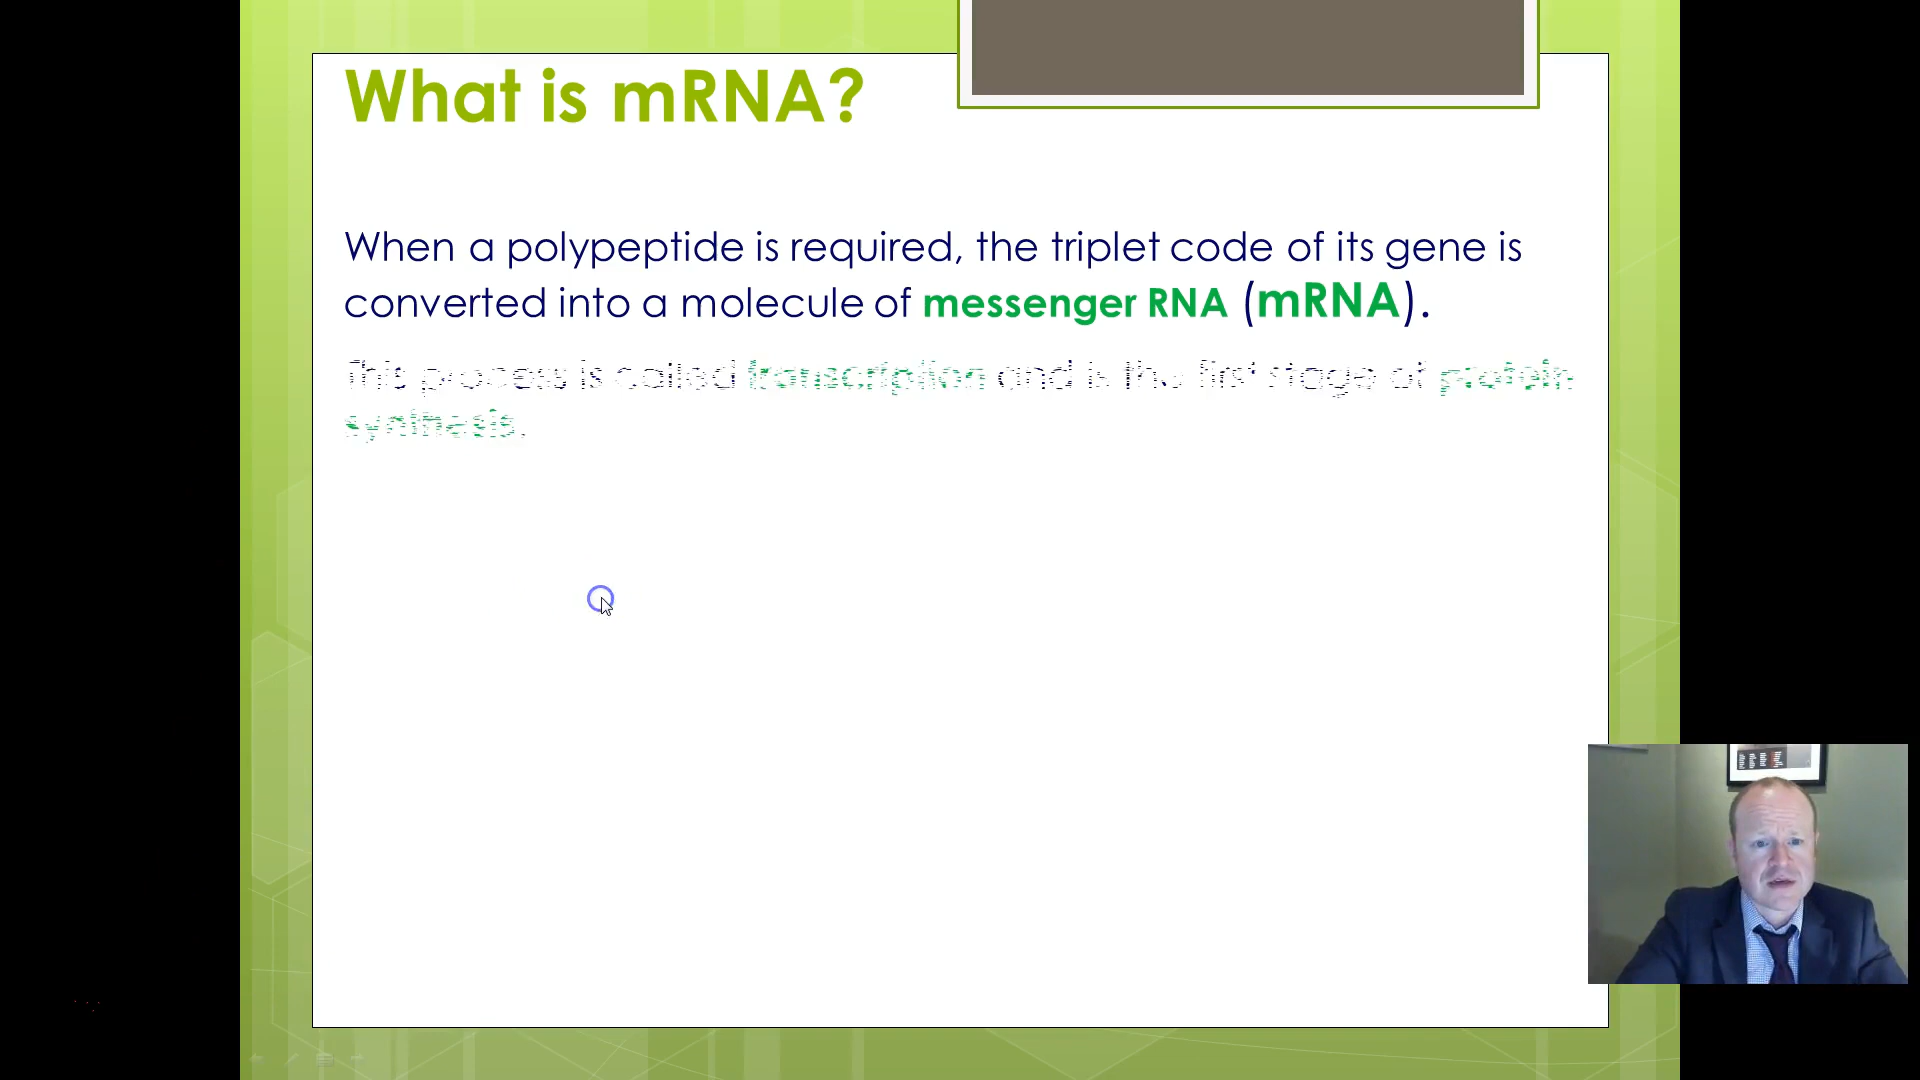 What is mRNA?
When a polypeptide is required, the triplet code of its gene is
converted into a molecule of messenger RNA (mRNA).
This process is called transcription and is the first stage of protein
synthesis.